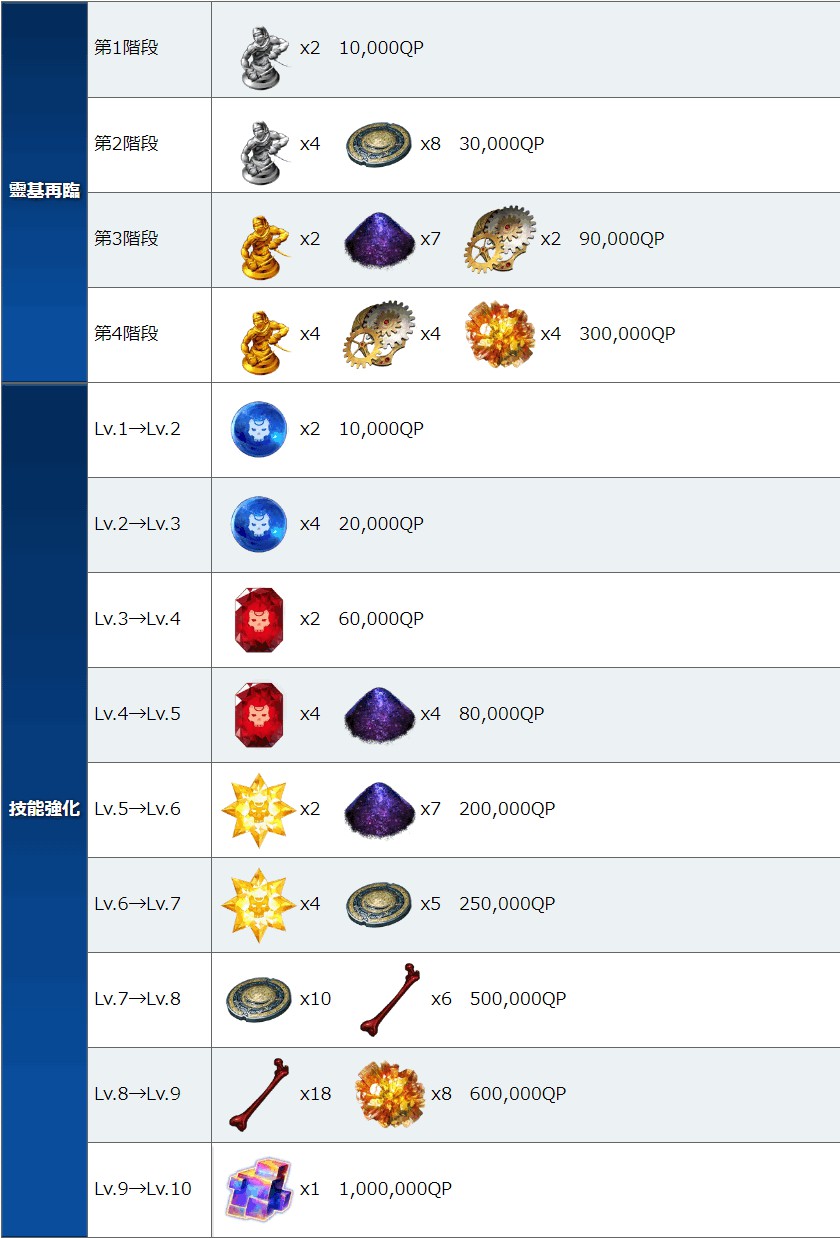 靈基再臨
第1階段 x2 10,000QP
第2階段 x4 x8 30,000QP
第3階段 x2 x7 x2 90,000QP
第4階段 x4 x4 x4 300,000QP
技能強化
Lv.1→Lv.2 x2 10,000QP
Lv.2→Lv.3 x4 20,000QP
Lv.3→Lv.4 x2 60,000QP
Lv.4→Lv.5 x4 x4 80,000QP
Lv.5→Lv.6 x2 x7 200,000QP
Lv.6→Lv.7 x4 x5 250,000QP
Lv.7→Lv.8 x10 x6 500,000QP
Lv.8→Lv.9 x18 x8 600,000QP
Lv.9→Lv.10 x1 1,000,000QP